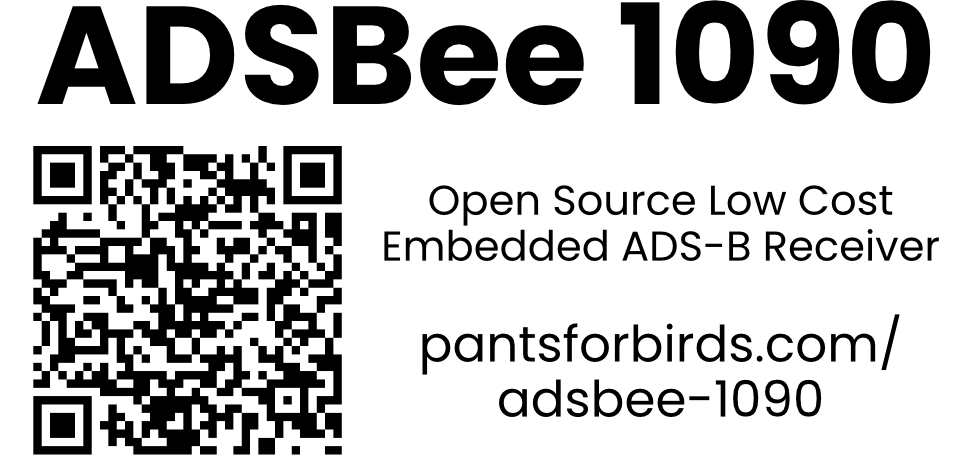 ADSBee 1090
Open Source Low Cost
Embedded ADS-B Receiver
pantsforbirds.com/
adsbee-1090